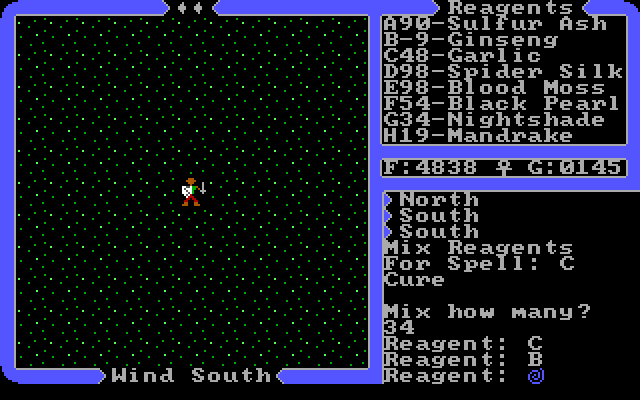 Reagents
A90-Sulfur Ash
B-9-Ginseng
C48-Garlic
D98-Spider Silk
E98-Blood Moss
F54-Black Pearl
G34-Nightshade
H19-Mandrake
F:4838 ♀ G:0145
North
South
South
Mix Reagents
For Spell: C
Cure
Mix how many?
34
Reagent: C
Reagent: B
Reagent:
Wind South